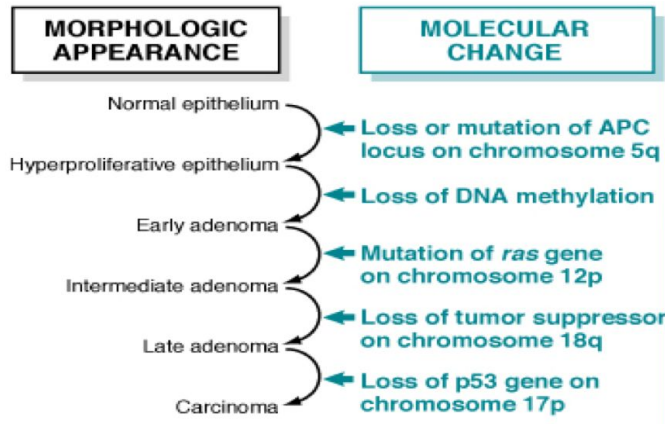 MORPHOLOGIC
APPEARANCE
MOLECULAR
CHANGE
Normal epithelium
Loss or mutation of APC
locus on chromosome 5q
Hyperproliferative epithelium
Loss of DNA methylation
Early adenoma
Mutation of ras gene
on chromosome 12p
Intermediate adenoma
Loss of tumor suppressor
on chromosome 18q
Late adenoma
Loss of p53 gene on
chromosome 17p
Carcinoma